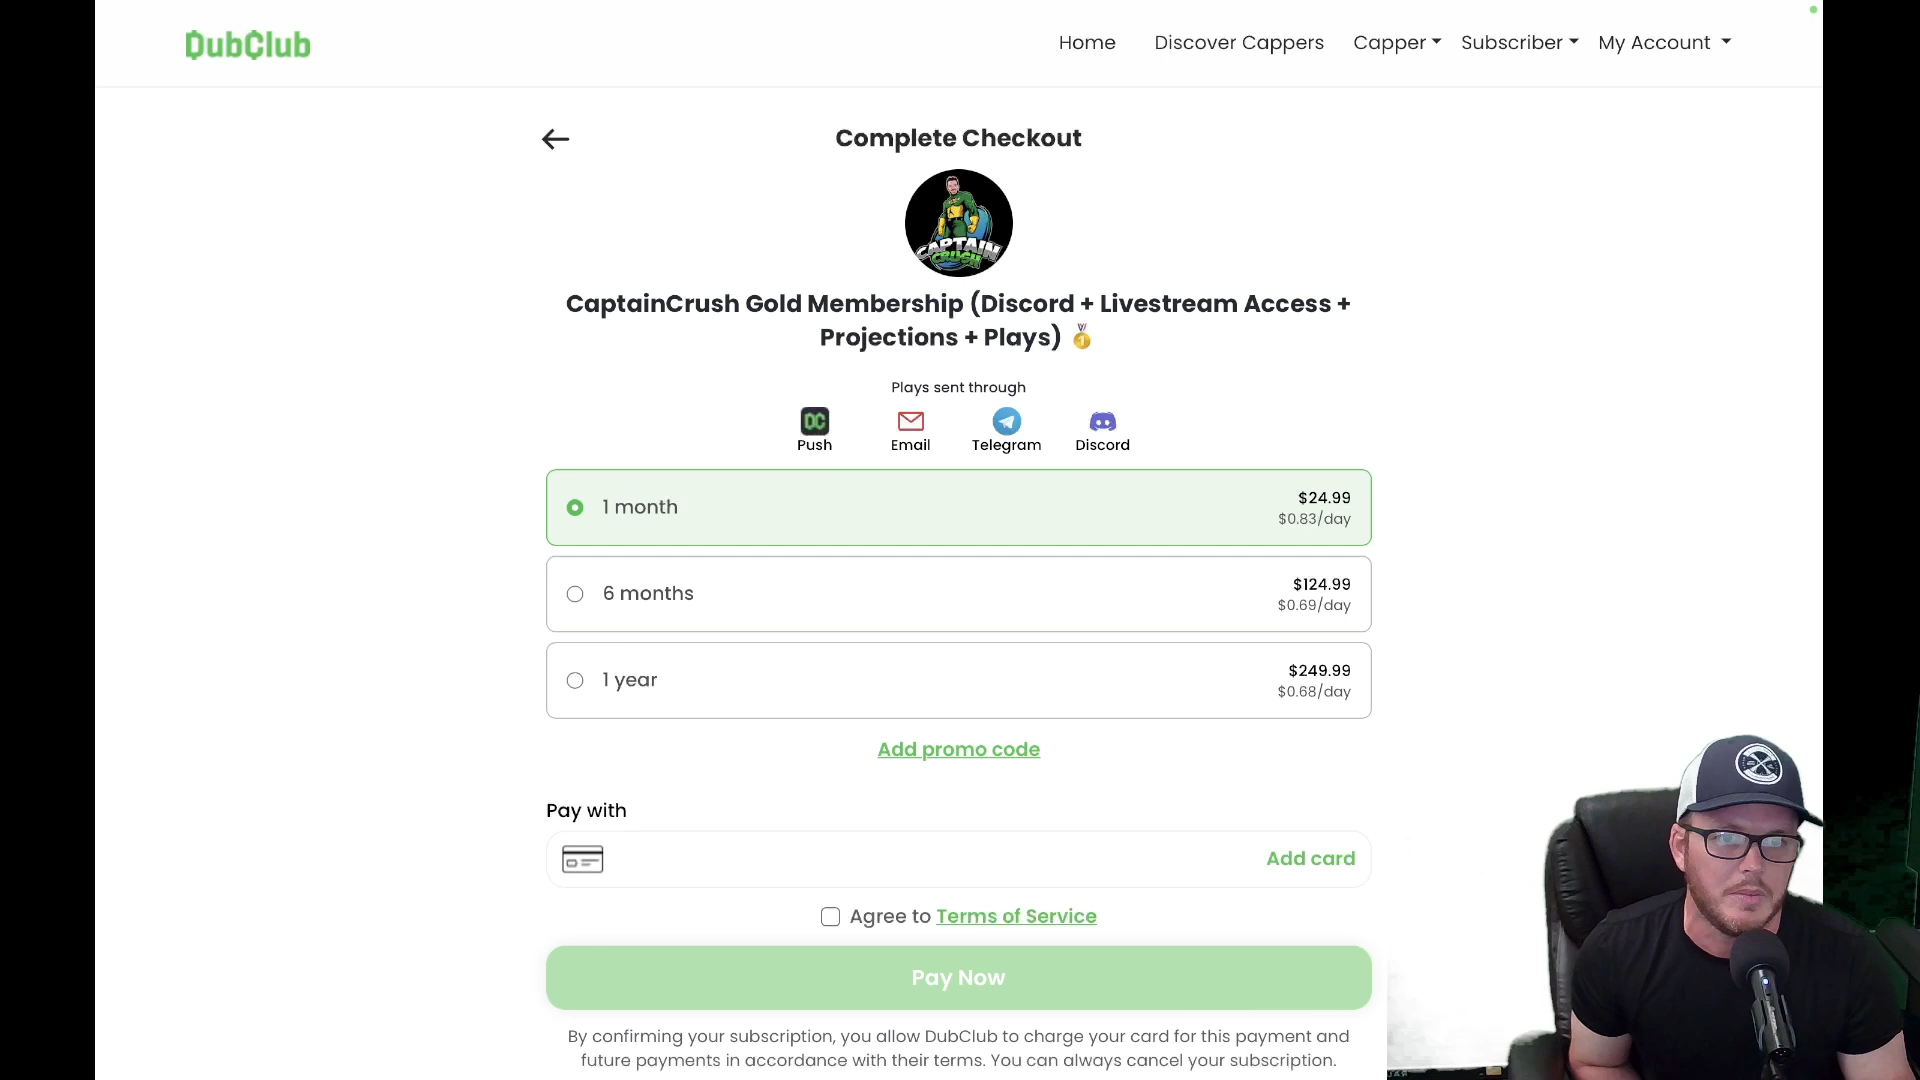 DubClub
Home
Discover Cappers
Capper
Subscriber
My Account
Complete Checkout
CAPTAIN
CRUSH
CaptainCrush Gold Membership (Discord + Livestream Access +
Projections + Plays) 🥇
Plays sent through
DC
Push
Email
Telegram
Discord
1 month
$24.99
$0.83/day
6 months
$124.99
$0.69/day
1 year
$249.99
$0.68/day
Add promo code
Pay with
Add card
Agree to Terms of Service
Pay Now
By confirming your subscription, you allow DubClub to charge your card for this payment and
future payments in accordance with their terms. You can always cancel your subscription.